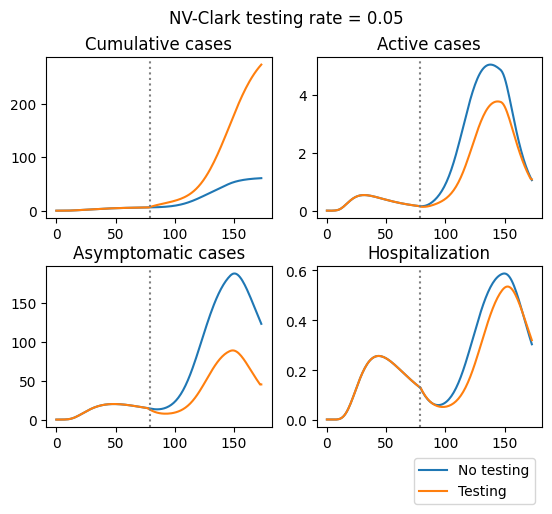 NV-Clark testing rate = 0.05
Cumulative cases
Active cases
200
100
0
0 50 100 150
4
2
0
0 50 100 150
Asymptomatic cases
Hospitalization
150
100
50
0
0 50 100 150
0.6
0.4
0.2
0.0
0 50 100 150
No testing
Testing